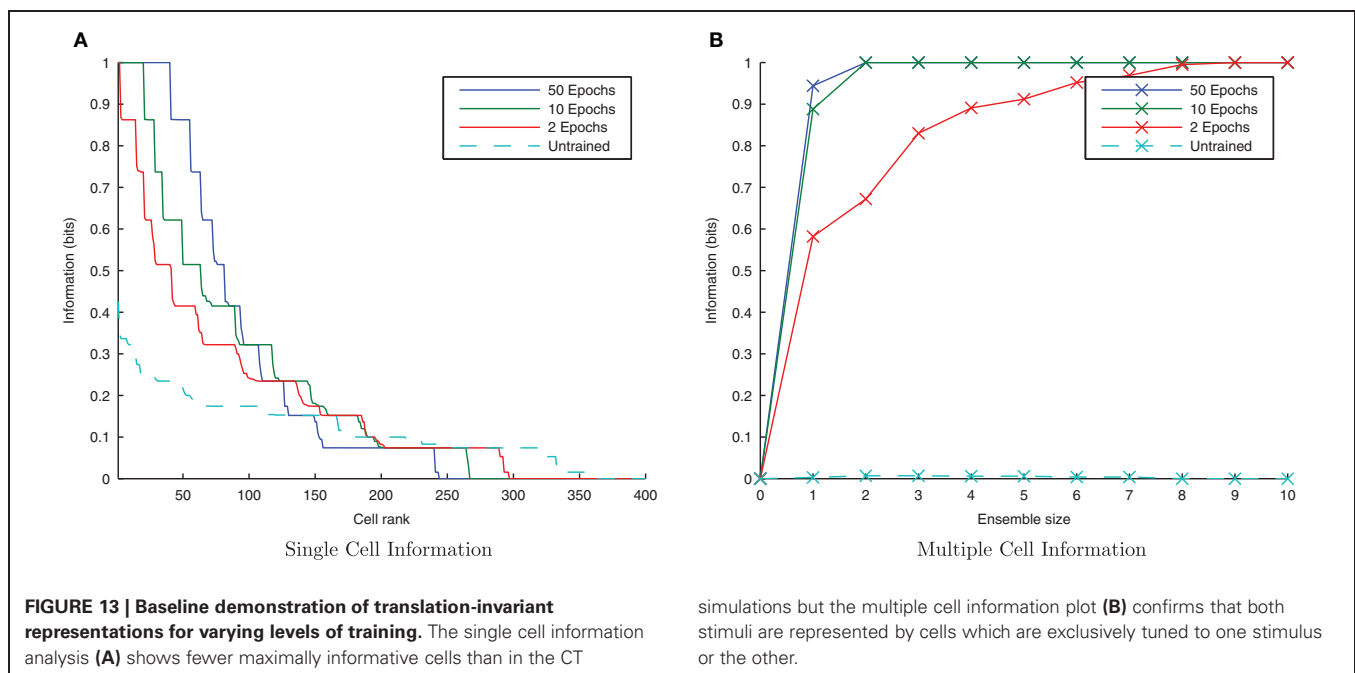 A
Information (bits)
1
0.9
0.8
0.7
0.6
0.5
0.4
0.3
0.2
0.1
0
50 Epochs
10 Epochs
2 Epochs
Untrained
50 100 150 200 250 300 350 400
Cell rank
Single Cell Information
B
Information (bits)
1
0.9
0.8
0.7
0.6
0.5
0.4
0.3
0.2
0.1
0
50 Epochs
10 Epochs
2 Epochs
Untrained
0 1 2 3 4 5 6 7 8 9 10
Ensemble size
Multiple Cell Information
FIGURE 13 | Baseline demonstration of translation-invariant
representations for varying levels of training. The single cell information
analysis (A) shows fewer maximally informative cells than in the CT
simulations but the multiple cell information plot (B) confirms that both
stimuli are represented by cells which are exclusively tuned to one stimulus
or the other.